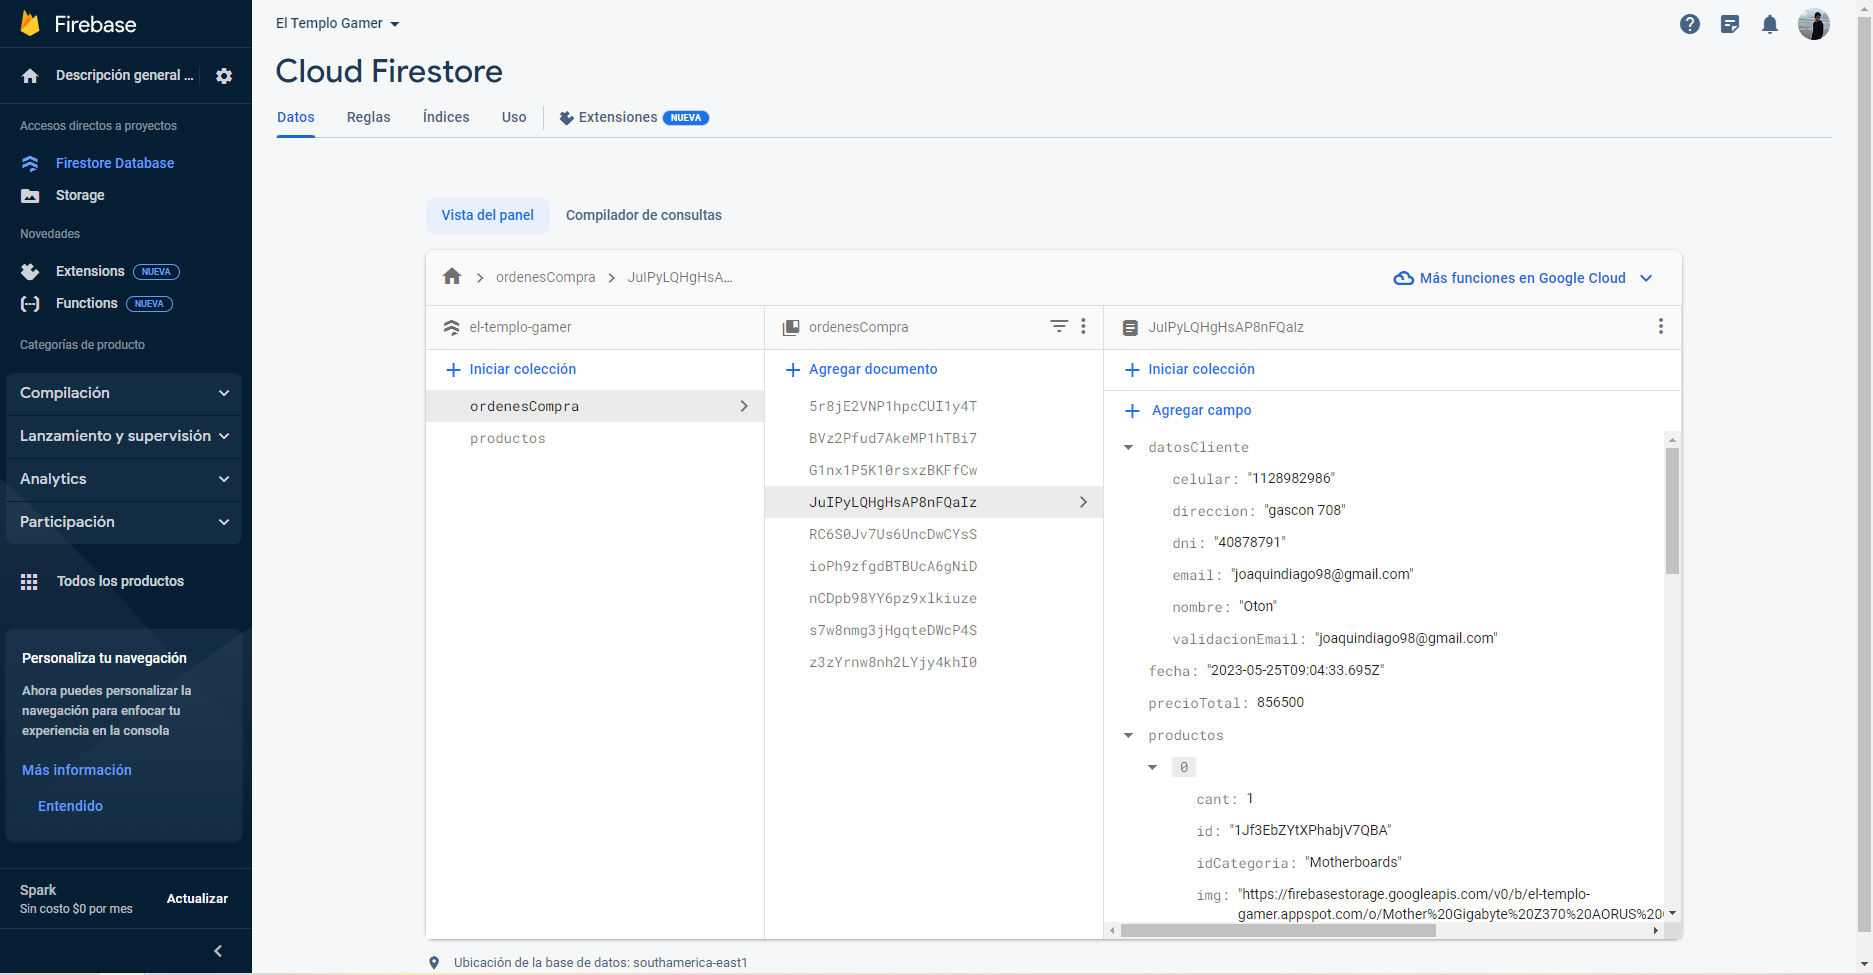 Firebase
Descripción general ...
Accesos directos a proyectos
Firestore Database
Storage
Novedades
Extensions NUEVA
Functions NUEVA
Categorías de producto
Compilación
Lanzamiento y supervisión
Analytics
Participación
Todos los productos
Personaliza tu navegación
Ahora puedes personalizar la
navegación para enfocar tu
experiencia en la consola
Más información
Entendido
Spark
Sin costo $0 por mes
Actualizar
El Templo Gamer
Cloud Firestore
Datos Reglas Índices Uso Extensiones NUEVA
Vista del panel Compilador de consultas
ordenesCompra JuIPyLQHgHsA...
Más funciones en Google Cloud
el-templo-gamer
Iniciar colección
ordenesCompra
productos
ordenesCompra
Agregar documento
5r8jE2VNP1hpcCUI1y4T
BVz2Pfud7AkeMP1hTBi7
G1nx1P5K10rsxzBKFfCw
JuIPyLQHgHsAP8nFQaIz
RC6S0Jv7Us6UncDwCYsS
ioPh9zfgdBTBUcA6gNiD
nCDpb98YY6pz9xlkiuze
s7w8nmg3jHgqteDWcP4S
z3zYrnw8nh2LYjy4khI0
JuIPyLQHgHsAP8nFQaIz
Iniciar colección
Agregar campo
datosCliente
celular: "1128982986"
direccion: "gascon 708"
dni: "40878791"
email: "joaquindiago98@gmail.com"
nombre: "Oton"
validacionEmail: "joaquindiago98@gmail.com"
fecha: "2023-05-25T09:04:33.695Z"
precioTotal: 856500
productos
0
cant: 1
id: "1Jf3EbZYtXPhabjV7QBA"
idCategoria: "Motherboards"
img: "https://firebasestorage.googleapis.com/v0/b/el-templo-
gamer.appspot.com/o/Mother%20Gigabyte%20Z370%20AORUS%20
Ubicación de la base de datos: southamerica-east1